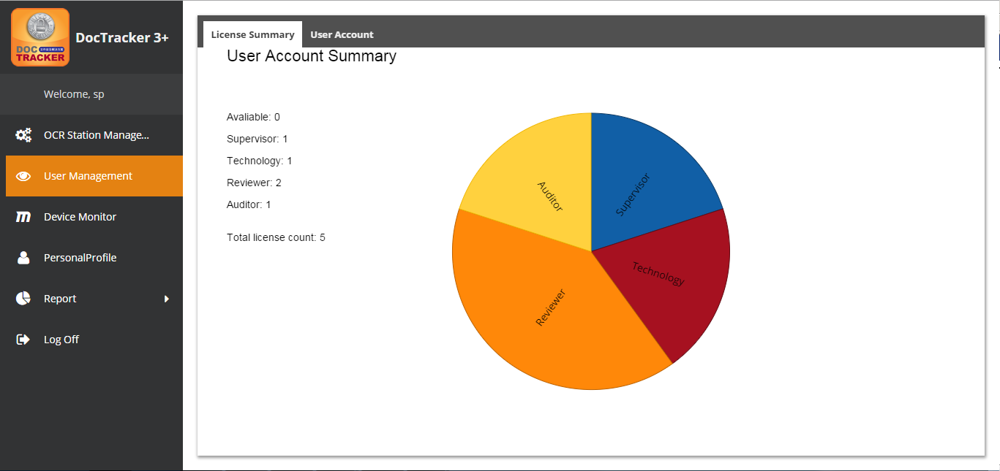 DocTracker 3+
DOC
TRACKER
Welcome, sp
OCR Station Manage...
User Management
Device Monitor
PersonalProfile
Report
Log Off
License Summary
User Account
User Account Summary
Avaliable: 0
Supervisor: 1
Technology: 1
Reviewer: 2
Auditor: 1
Total license count: 5
Auditor
Supervisor
Technology
Reviewer